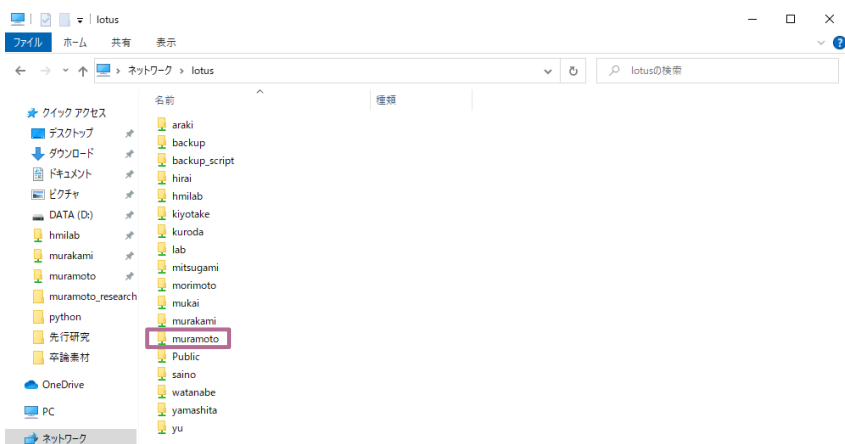 lotus
ファイル ホーム 共有 表示
ネットワーク › lotus
lotusの検索
クイック アクセス
デスクトップ
ダウンロード
ドキュメント
ピクチャ
DATA (D:)
hmilab
murakami
muramoto
muramoto_research
python
先行研究
卒論素材
OneDrive
PC
ネットワーク
名前 種類
araki
backup
backup_script
hirai
hmilab
kiyotake
kuroda
lab
mitsugami
morimoto
mukai
murakami
muramoto
Public
saino
watanabe
yamashita
yu